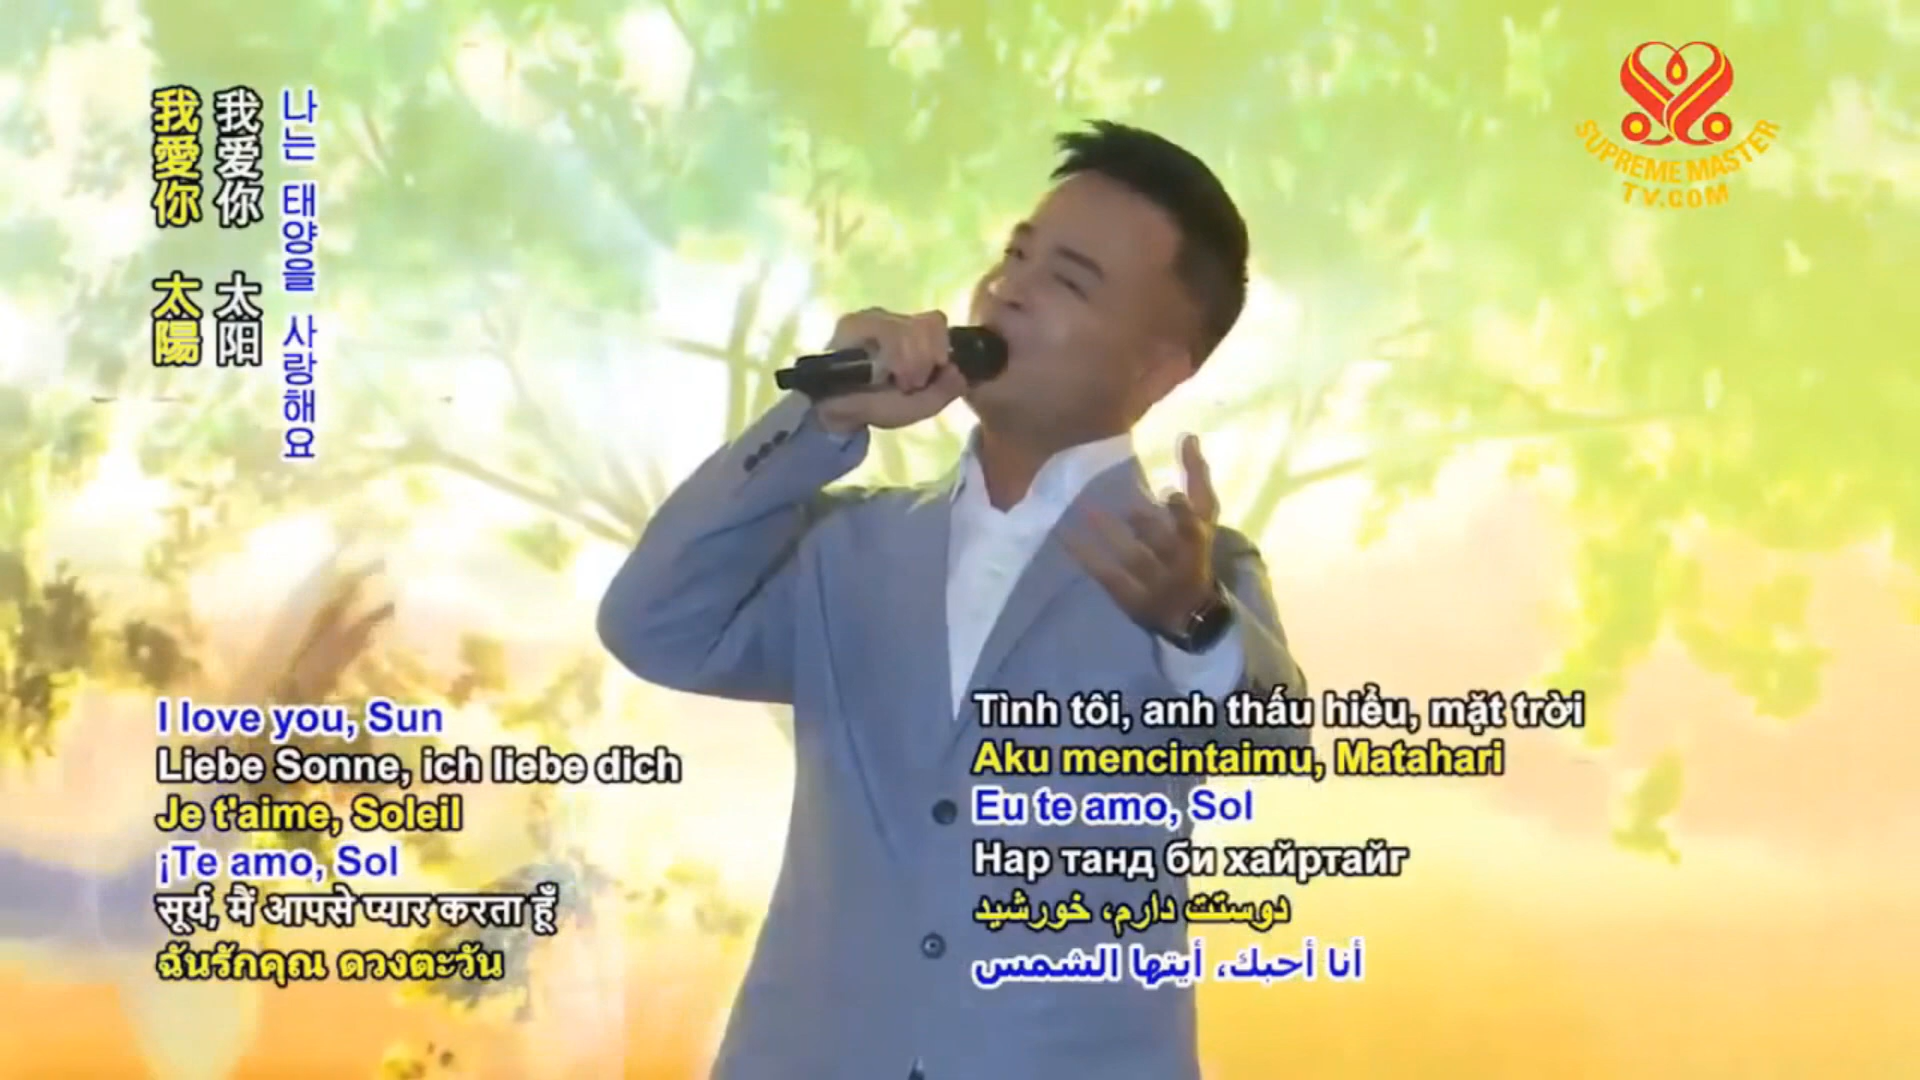 我愛你 太陽
我爱你 太阳
나는 태양을 사랑해요
SUPREME MASTER
TV.COM
I love you, Sun
Liebe Sonne, ich liebe dich
Je t'aime, Soleil
¡Te amo, Sol
सूर्य, मैं आपसे प्यार करता हूँ
ฉันรักคุณ ดวงตะวัน
Tình tôi, anh thấu hiểu, mặt trời
Aku mencintaimu, Matahari
Eu te amo, Sol
Нар танд би хайртайг
دوستت دارم، خورشید
أنا أحبك، أيتها الشمس